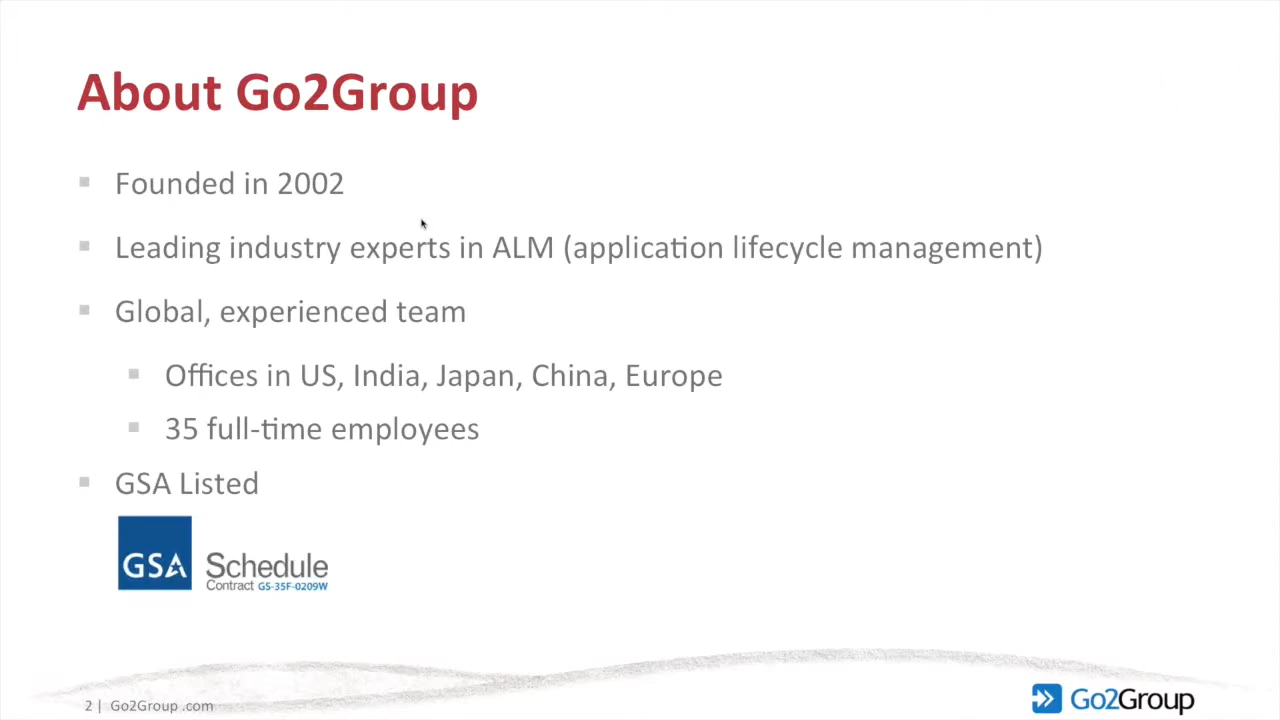 About Go2Group
Founded in 2002
Leading industry experts in ALM (application lifecycle management)
Global, experienced team
Offices in US, India, Japan, China, Europe
35 full-time employees
GSA Listed
GSA Schedule
Contract GS-35F-0209W
2 | Go2Group .com
Go2Group